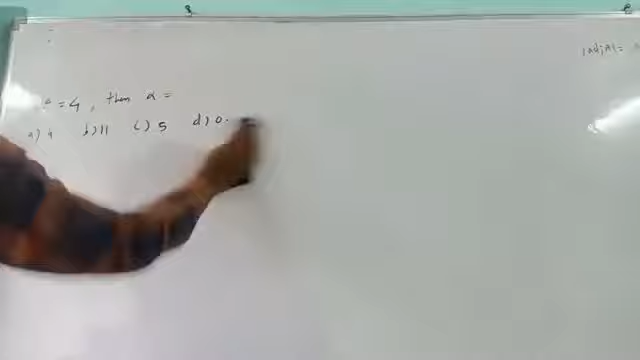 |adjA|=
=4, then α=
a) 4 b) 11 c) 5 d) 0.